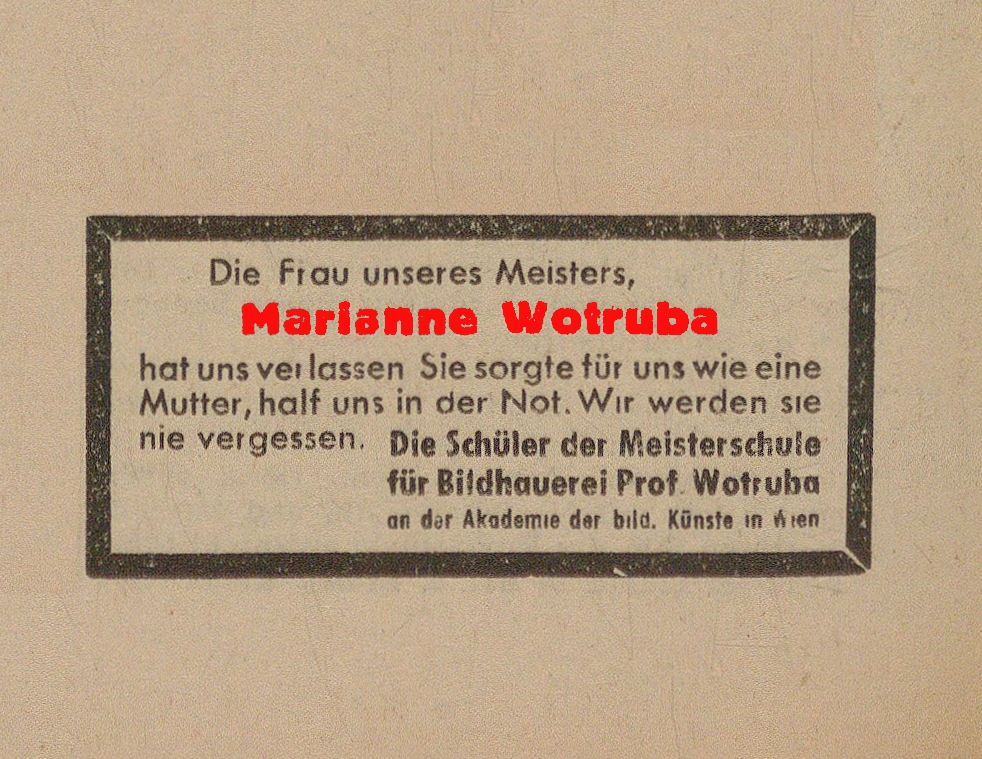 Die Frau unseres Meisters,
Marianne Wotruba
hat uns verlassen Sie sorgte für uns wie eine
Mutter, half uns in der Not. Wir werden sie
nie vergessen. Die Schüler der Meisterschule
für Bildhauerei Prof. Wotruba
an der Akademie der bild. Künste in Wien